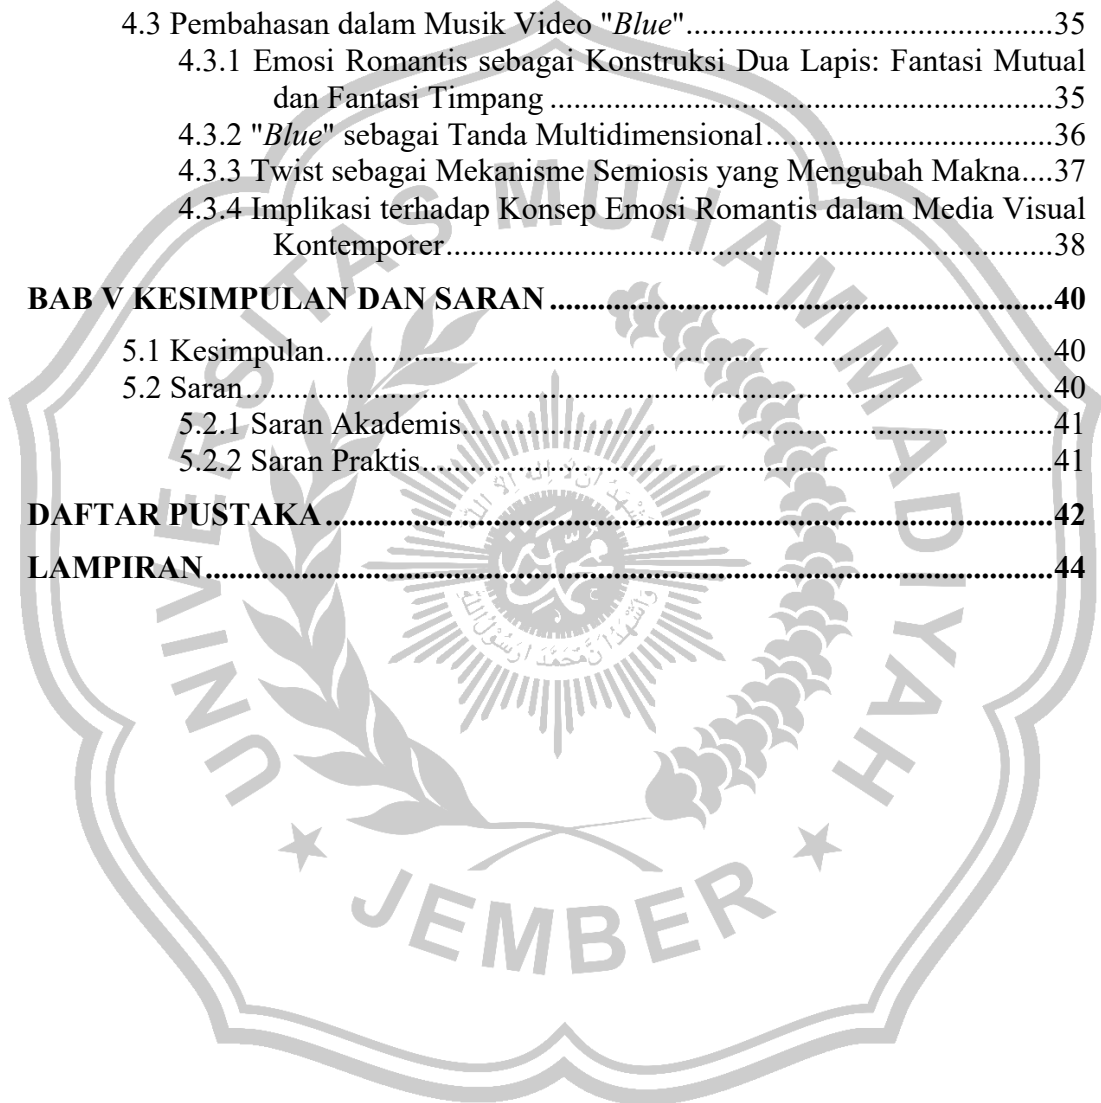 4.3 Pembahasan dalam Musik Video "Blue"....................................35
4.3.1 Emosi Romantis sebagai Konstruksi Dua Lapis: Fantasi Mutual
dan Fantasi Timpang....................................35
4.3.2 "Blue" sebagai Tanda Multidimensional....................................36
4.3.3 Twist sebagai Mekanisme Semiosis yang Mengubah Makna....37
4.3.4 Implikasi terhadap Konsep Emosi Romantis dalam Media Visual
Kontemporer....................................38
BAB V KESIMPULAN DAN SARAN....................................40
5.1 Kesimpulan....................................40
5.2 Saran....................................40
5.2.1 Saran Akademis....................................41
5.2.2 Saran Praktis....................................41
DAFTAR PUSTAKA....................................42
LAMPIRAN....................................44
UNIVERSITAS MUHAMMADIYAH
JEMBER